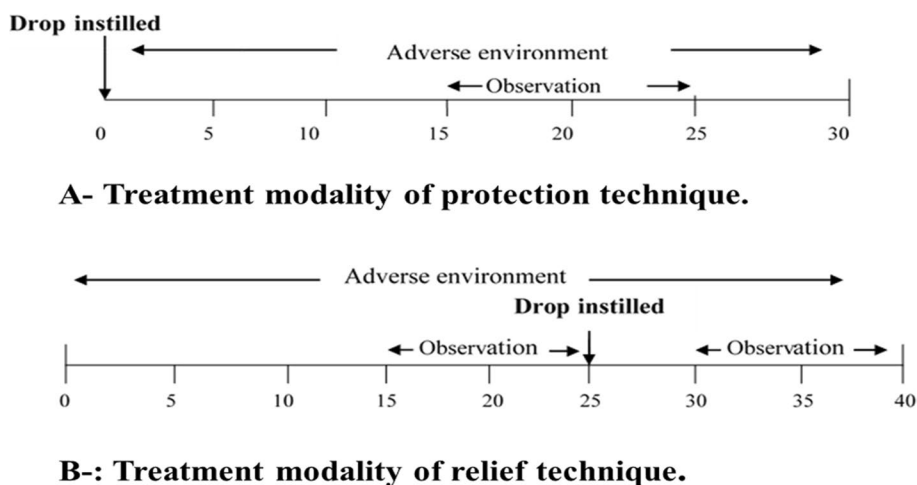 Drop instilled
Adverse environment
Observation
0 5 10 15 20 25 30
A- Treatment modality of protection technique.
Adverse environment
Drop instilled
Observation Observation
0 5 10 15 20 25 30 35 40
B-: Treatment modality of relief technique.